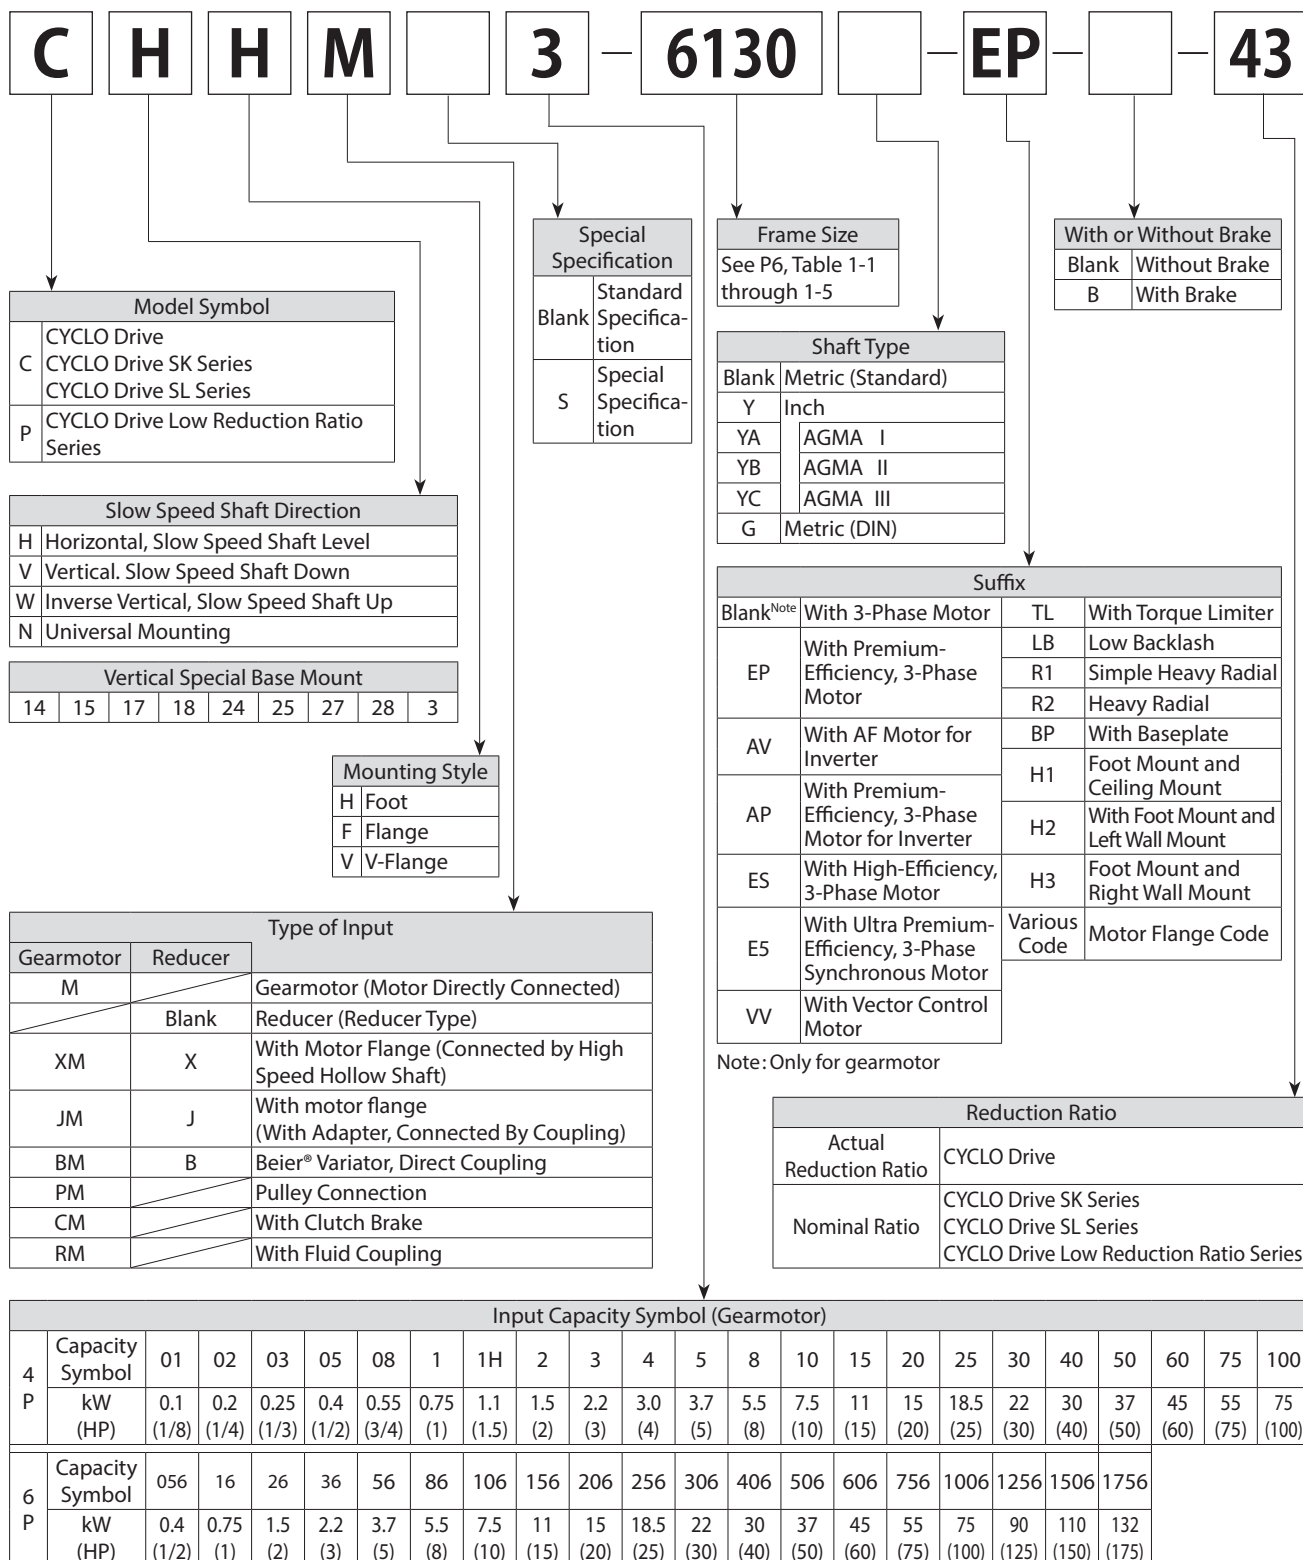 C H H M 3 – 6130 – EP – – 43
Special
Specification
Blank Standard
Specifica-
tion
S Special
Specifica-
tion
Frame Size
See P6, Table 1-1
through 1-5
With or Without Brake
Blank Without Brake
B With Brake
Model Symbol
C CYCLO Drive
CYCLO Drive SK Series
CYCLO Drive SL Series
P CYCLO Drive Low Reduction Ratio
Series
Shaft Type
Blank Metric (Standard)
Y Inch
YA AGMA I
YB AGMA II
YC AGMA III
G Metric (DIN)
Slow Speed Shaft Direction
H Horizontal, Slow Speed Shaft Level
V Vertical. Slow Speed Shaft Down
W Inverse Vertical, Slow Speed Shaft Up
N Universal Mounting
Vertical Special Base Mount
14 15 17 18 24 25 27 28 3
Mounting Style
H Foot
F Flange
V V-Flange
Suffix
Blank Note With 3-Phase Motor
EP With Premium-
Efficiency, 3-Phase
Motor
AV With AF Motor for
Inverter
AP With Premium-
Efficiency, 3-Phase
Motor for Inverter
ES With High-Efficiency,
3-Phase Motor
E5 With Ultra Premium-
Efficiency, 3-Phase
Synchronous Motor
VV With Vector Control
Motor
TL With Torque Limiter
LB Low Backlash
R1 Simple Heavy Radial
R2 Heavy Radial
BP With Baseplate
H1 Foot Mount and
Ceiling Mount
H2 With Foot Mount and
Left Wall Mount
H3 Foot Mount and
Right Wall Mount
Various
Code Motor Flange Code
Note: Only for gearmotor
Type of Input
Gearmotor Reducer
M Gearmotor (Motor Directly Connected)
Blank Reducer (Reducer Type)
XM X With Motor Flange (Connected by High
Speed Hollow Shaft)
JM J With motor flange
(With Adapter, Connected By Coupling)
BM B Beier® Variator, Direct Coupling
PM Pulley Connection
CM With Clutch Brake
RM With Fluid Coupling
Reduction Ratio
Actual
Reduction Ratio CYCLO Drive
Nominal Ratio CYCLO Drive SK Series
CYCLO Drive SL Series
CYCLO Drive Low Reduction Ratio Series
Input Capacity Symbol (Gearmotor)
4
P
Capacity
Symbol 01 02 03 05 08 1 1H 2 3 4 5 8 10 15 20 25 30 40 50 60 75 100
kW 0.1 0.2 0.25 0.4 0.55 0.75 1.1 1.5 2.2 3.0 3.7 5.5 7.5 11 15 18.5 22 30 37 45 55 75
(HP) (1/8) (1/4) (1/3) (1/2) (3/4) (1) (1.5) (2) (3) (4) (5) (8) (10) (15) (20) (25) (30) (40) (50) (60) (75) (100)
6
P
Capacity
Symbol 056 16 26 36 56 86 106 156 206 256 306 406 506 606 756 1006 1256 1506 1756
kW 0.4 0.75 1.5 2.2 3.7 5.5 7.5 11 15 18.5 22 30 37 45 55 75 90 110 132
(HP) (1/2) (1) (2) (3) (5) (8) (10) (15) (20) (25) (30) (40) (50) (60) (75) (100) (125) (150) (175)